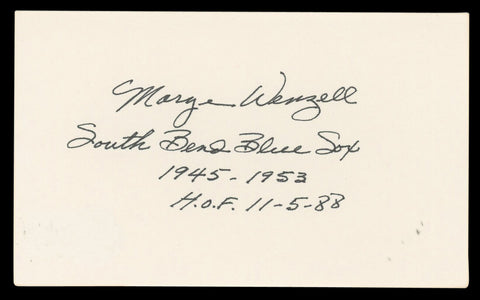 Marge Wenzell
South Bend Blue Sox
1945-1953
H.O.F. 11-5-88